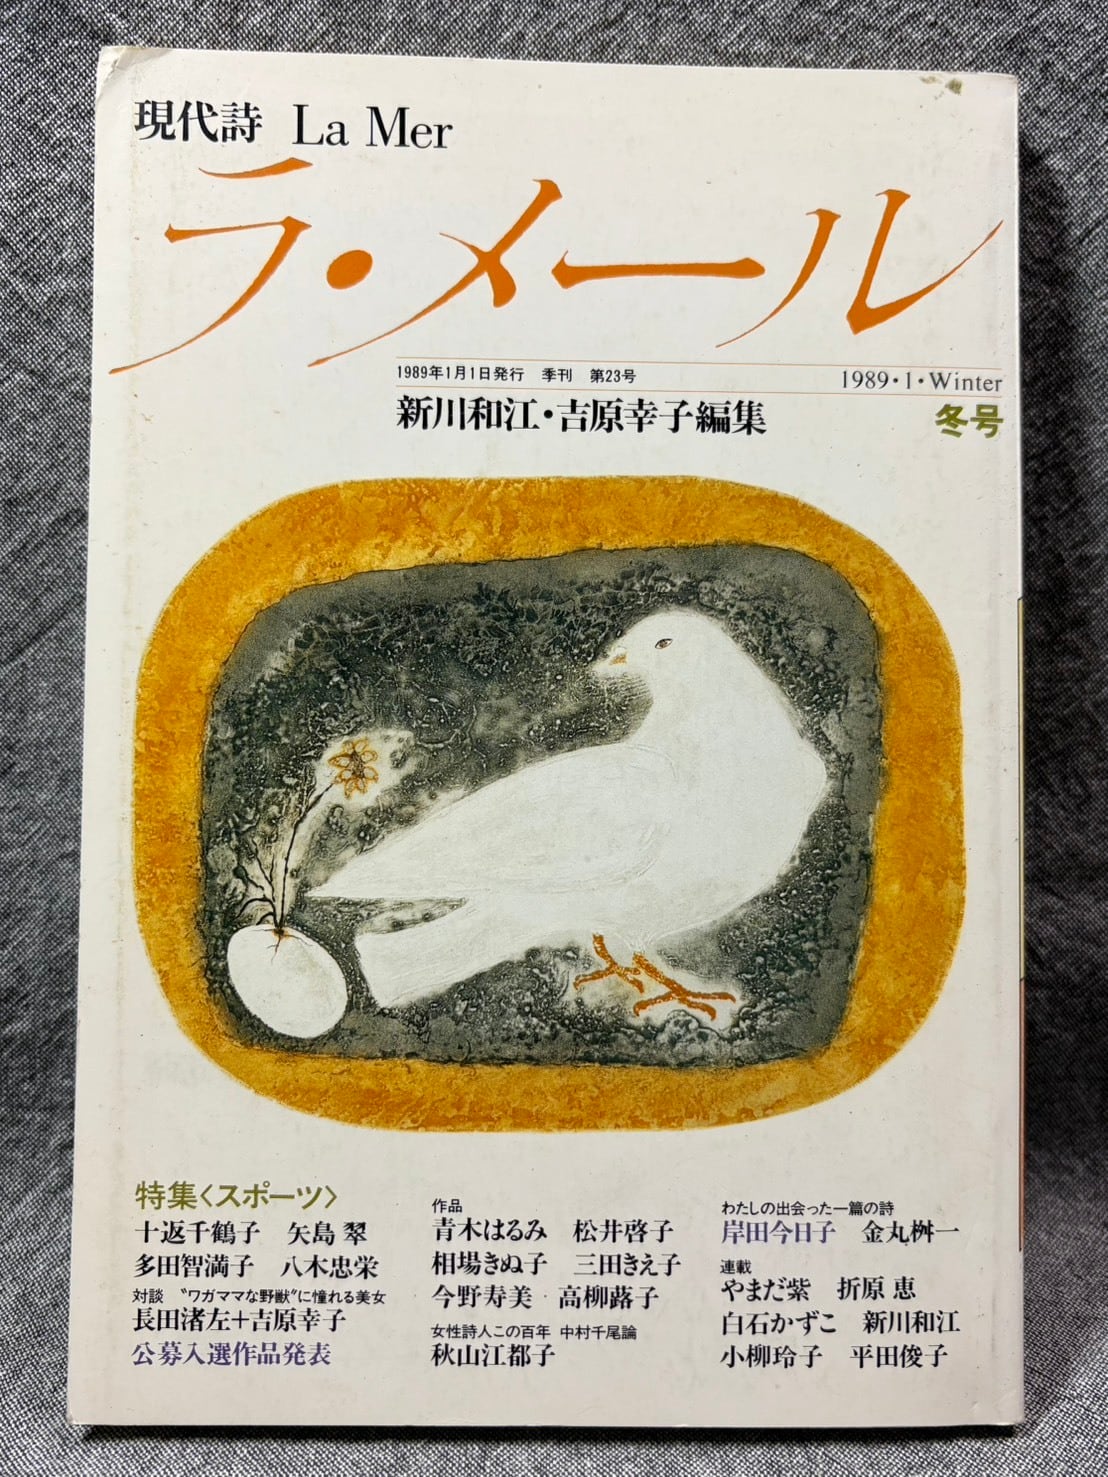 現代詩 La Mer
ラ・メール
1989年1月1日発行 季刊 第23号
1989・1・Winter
新川和江・吉原幸子編集
冬号
特集〈スポーツ〉
十返千鶴子 矢島 翠
多田智満子 八木忠栄
対談 〝ワガママな野獣〟に憧れる美女
長田渚左+吉原幸子
公募入選作品発表
作品
青木はるみ 松井啓子
相場きぬ子 三田きえ子
今野寿美 高柳蕗子
女性詩人この百年 中村千尾論
秋山江都子
わたしの出会った一篇の詩
岸田今日子 金丸桝一
連載
やまだ紫 折原 恵
白石かずこ 新川和江
小柳玲子 平田俊子